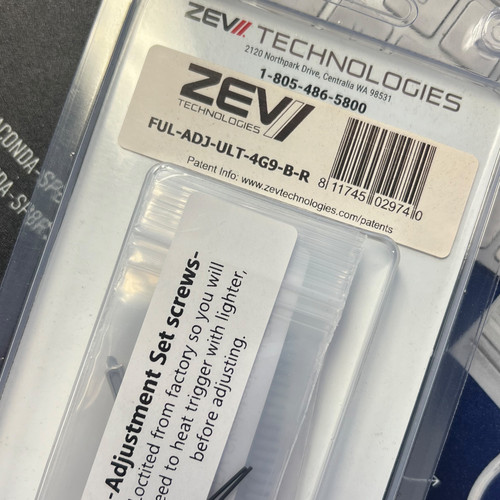 ZEV TECHNOLOGIES
2120 Northpark Drive, Centralia WA 98531
1-805-486-5800
ZEV
TECHNOLOGIES
FUL-ADJ-ULT-4G9-B-R
8 11745 02974 0
Patent Info: www.zevtechnologies.com/patents
-Adjustment Set screws-
Loctited from factory so you will
need to heat trigger with lighter,
before adjusting.